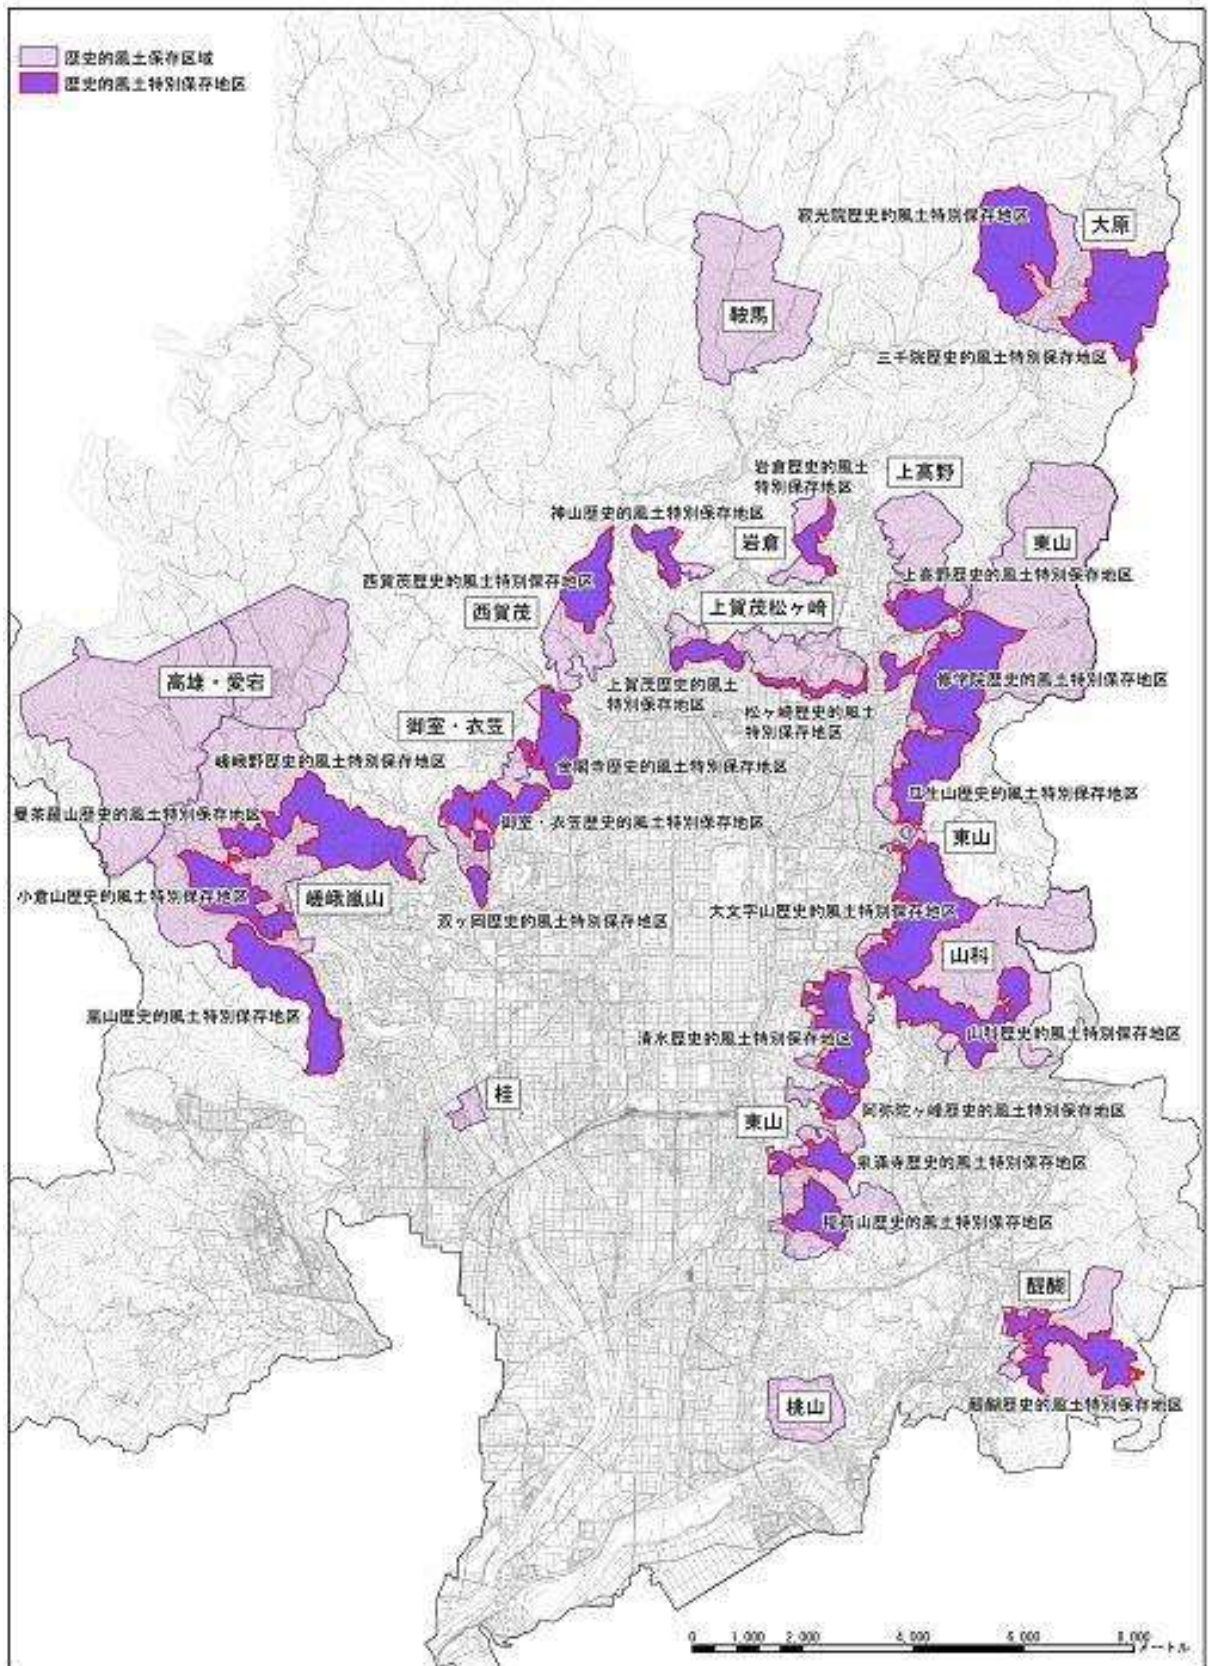 歴史的風土保存区域
歴史的風土特別保存地区
寂光院歴史的風土特別保存地区
大原
鞍馬
三千院歴史的風土特別保存地区
岩倉歴史的風土
特別保存地区
上高野
神山歴史的風土特別保存地区
岩倉
東山
西賀茂歴史的風土特別保存地区
上高野歴史的風土特別保存地区
西賀茂
上賀茂松ヶ崎
高雄・愛宕
上賀茂歴史的風土
特別保存地区
修学院歴史的風土特別保存地区
松ヶ崎歴史的風土
特別保存地区
御室・衣笠
嵯峨野歴史的風土特別保存地区
金閣寺歴史的風土特別保存地区
瓜生山歴史的風土特別保存地区
曼荼羅山歴史的風土特別保存地区
御室・衣笠歴史的風土特別保存地区
東山
小倉山歴史的風土特別保存地区
嵯峨嵐山
大文字山歴史的風土特別保存地区
双ヶ岡歴史的風土特別保存地区
山科
嵐山歴史的風土特別保存地区
清水歴史的風土特別保存地区
山科歴史的風土特別保存地区
桂
阿弥陀ヶ峰歴史的風土特別保存地区
東山
泉涌寺歴史的風土特別保存地区
稲荷山歴史的風土特別保存地区
醍醐
桃山
醍醐歴史的風土特別保存地区
0 1,000 2,000 4,000 6,000 8,000
メートル